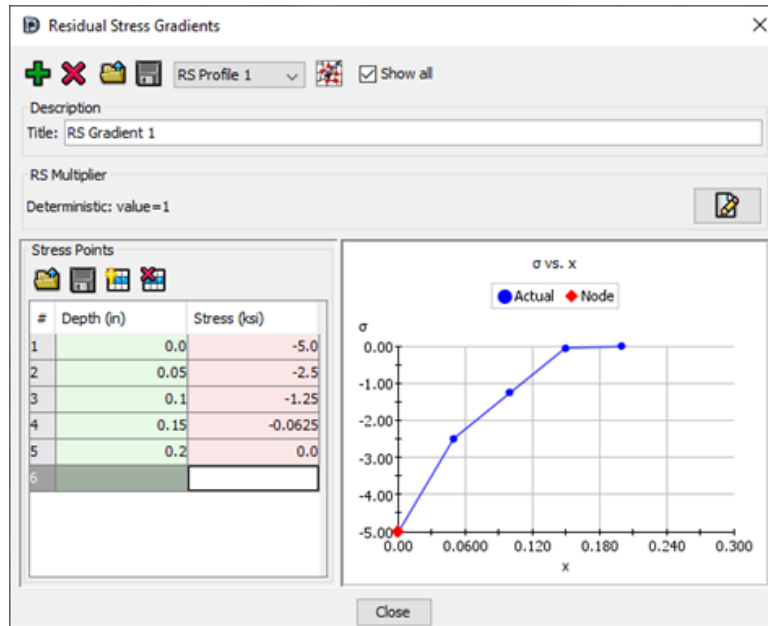 Residual Stress Gradients
RS Profile 1
Show all
Description
Title: RS Gradient 1
RS Multiplier
Deterministic: value=1
Stress Points
# Depth (in) Stress (ksi)
1 0.0 -5.0
2 0.05 -2.5
3 0.1 -1.25
4 0.15 -0.0625
5 0.2 0.0
6
σ vs. x
Actual Node
σ
0.00
-1.00
-2.00
-3.00
-4.00
-5.00
0.00 0.0600 0.120 0.180 0.240 0.300
x
Close